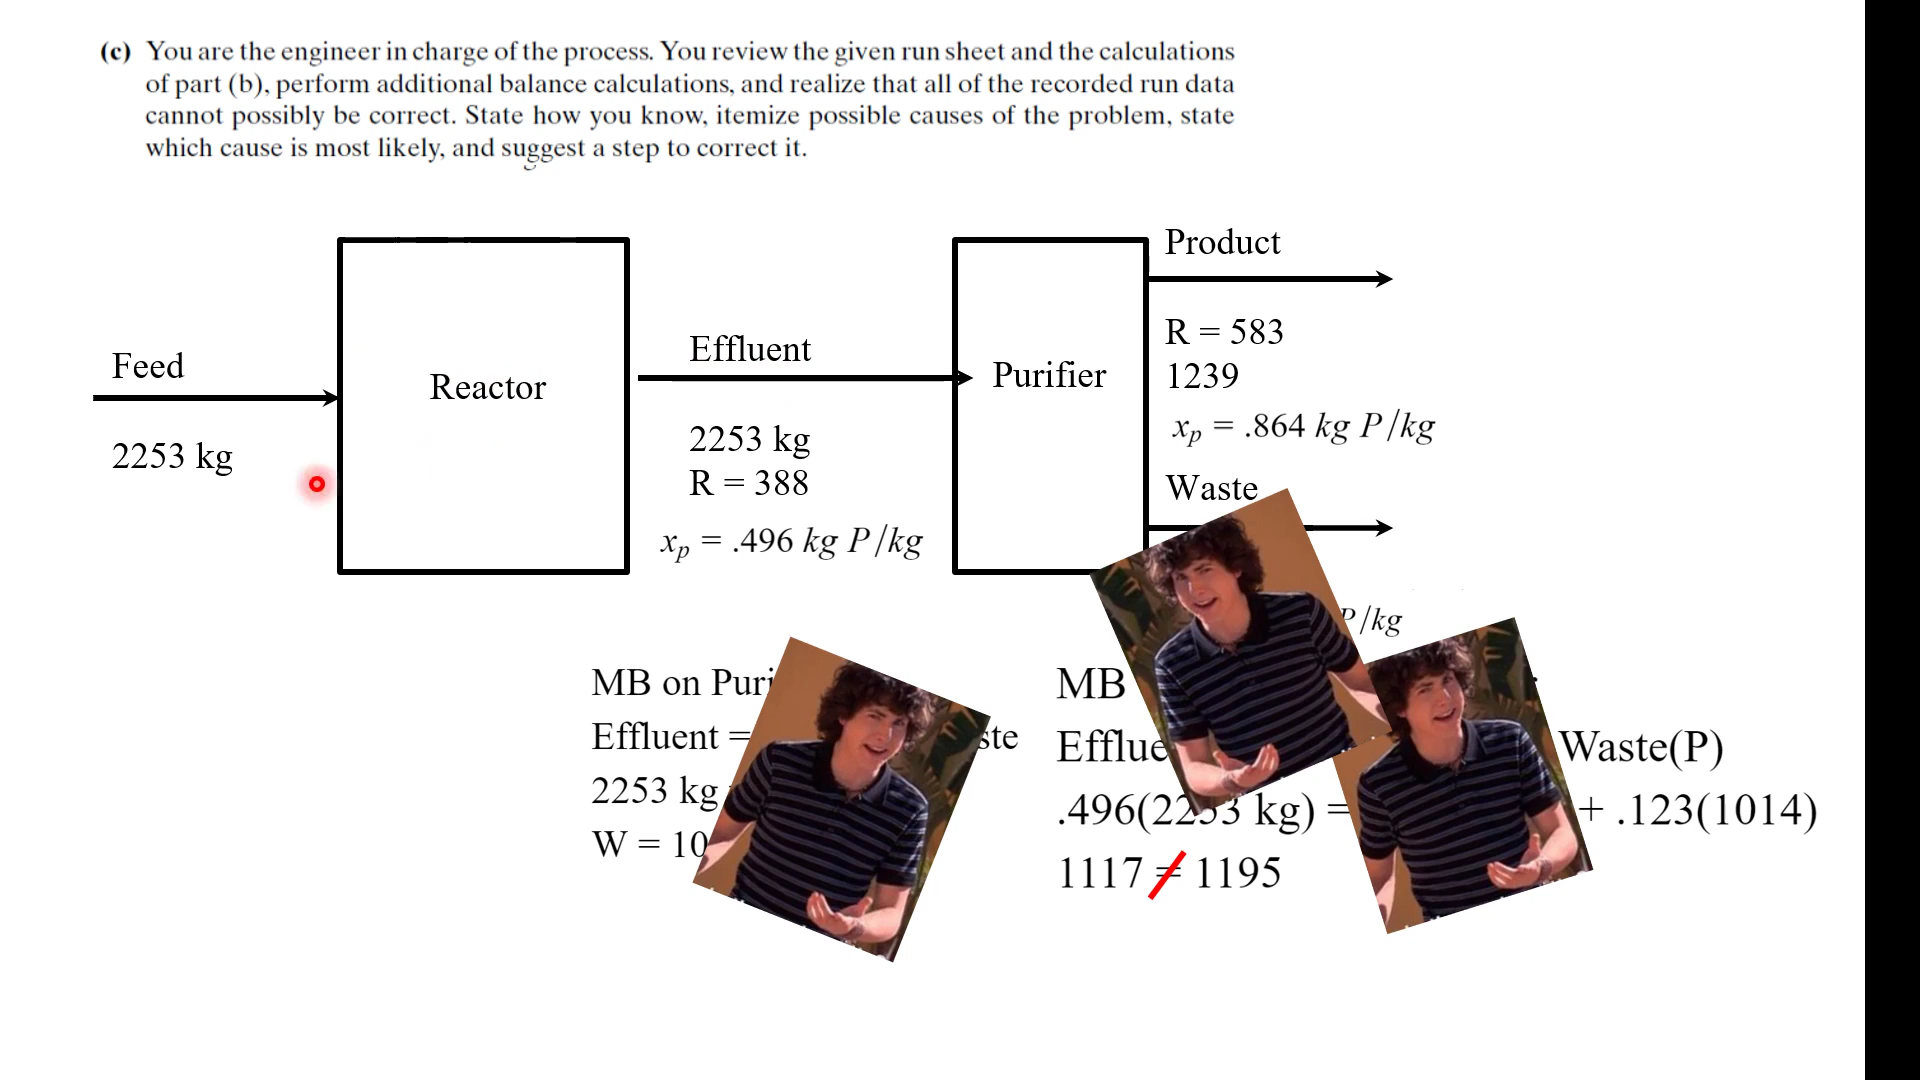 (c) You are the engineer in charge of the process. You review the given run sheet and the calculations
of part (b), perform additional balance calculations, and realize that all of the recorded run data
cannot possibly be correct. State how you know, itemize possible causes of the problem, state
which cause is most likely, and suggest a step to correct it.
Product
R = 583
1239
x_p = .864 kg P/kg
Effluent
Feed
Reactor
Purifier
2253 kg
2253 kg
R = 388
x_p = .496 kg P/kg
Waste
P/kg
MB on Puri
Effluent = ste
2253 kg
W = 10
MB
Efflue Waste(P)
.496(2253 kg) = + .123(1014)
1117 ≠ 1195